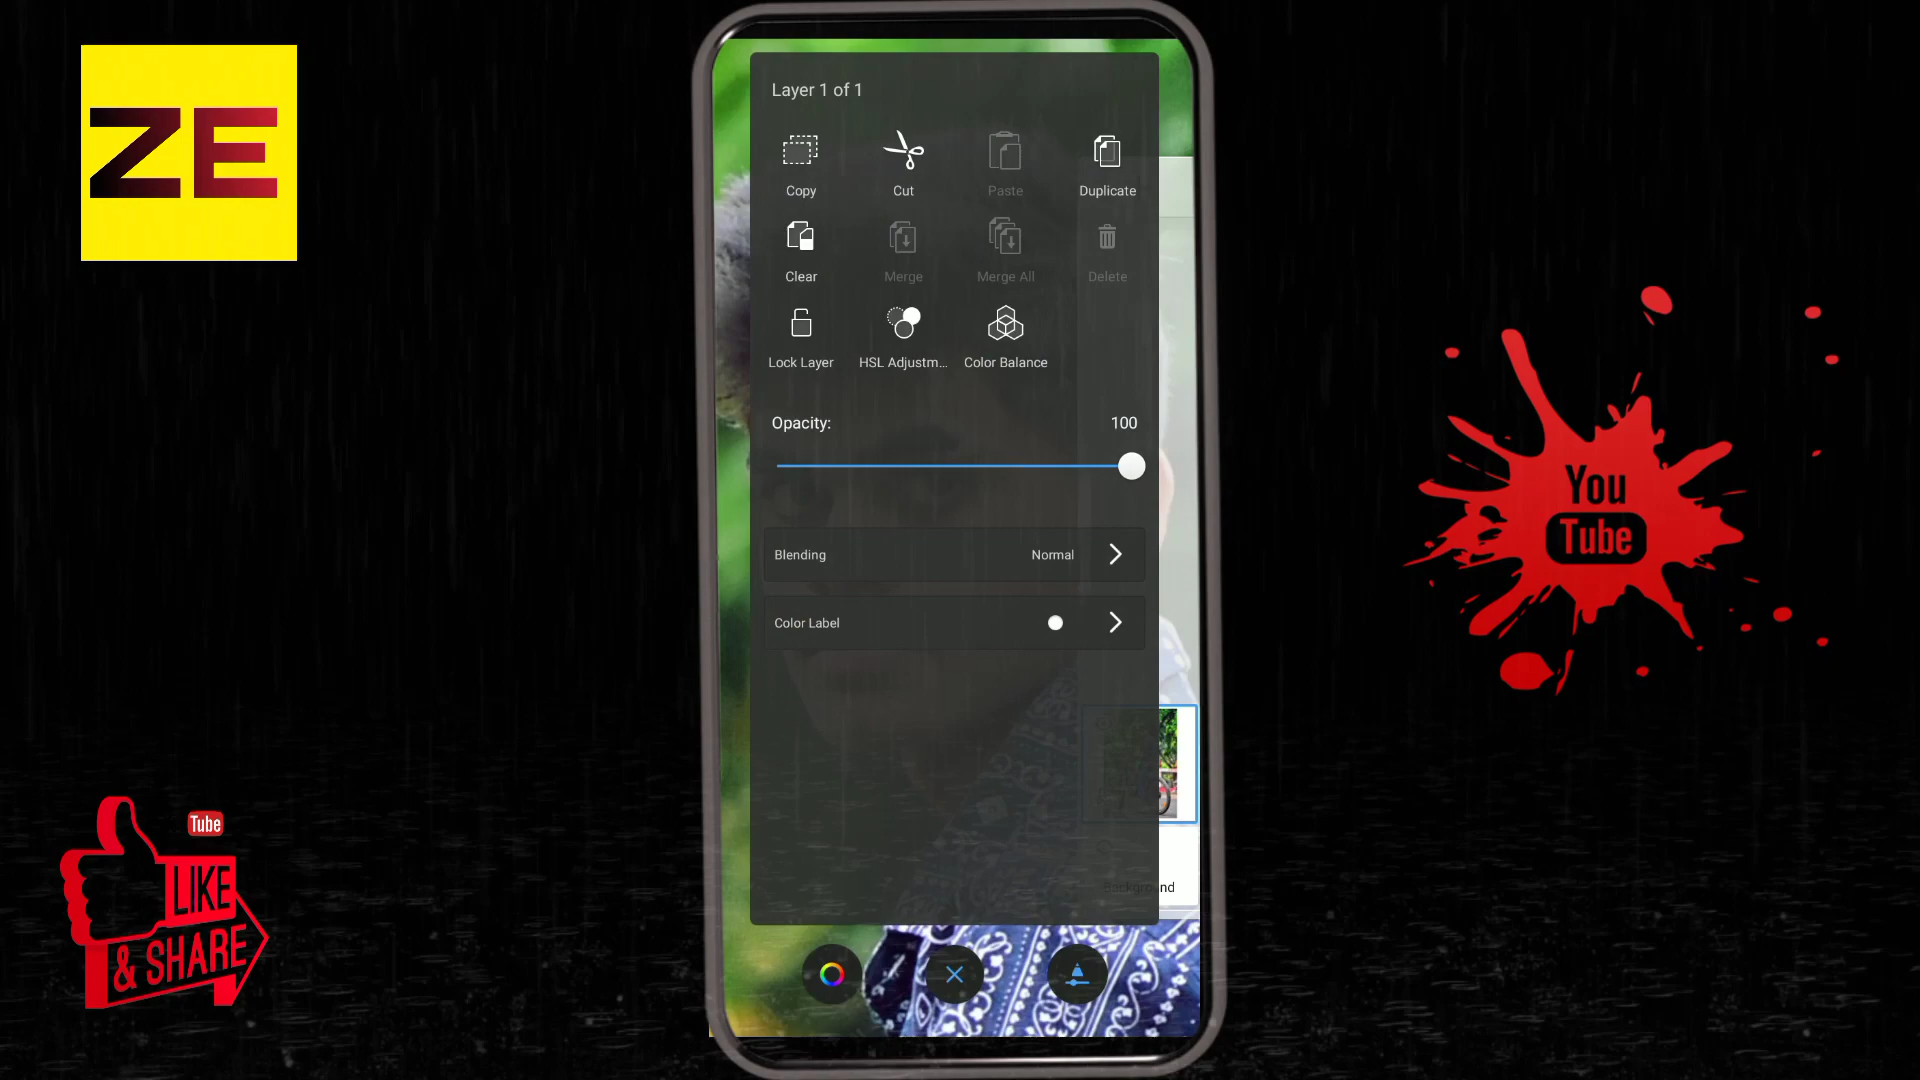 ZE
Layer 1 of 1
Copy
Cut
Paste
Duplicate
Clear
Merge
Merge All
Delete
Lock Layer
HSL Adjustm...
Color Balance
Opacity:
100
Blending
Normal
Color Label
Background
You
Tube
Tube
LIKE
& SHARE